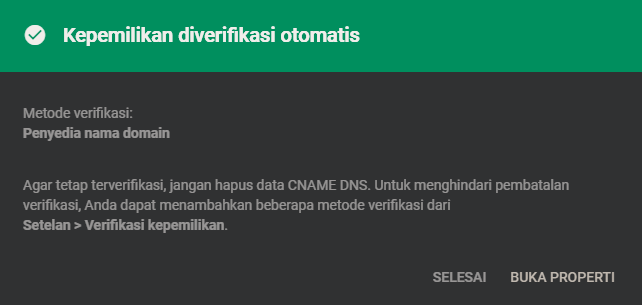 Kepemilikan diverifikasi otomatis
Metode verifikasi:
Penyedia nama domain
Agar tetap terverifikasi, jangan hapus data CNAME DNS. Untuk menghindari pembatalan
verifikasi, Anda dapat menambahkan beberapa metode verifikasi dari
Setelan > Verifikasi kepemilikan.
SELESAI BUKA PROPERTI